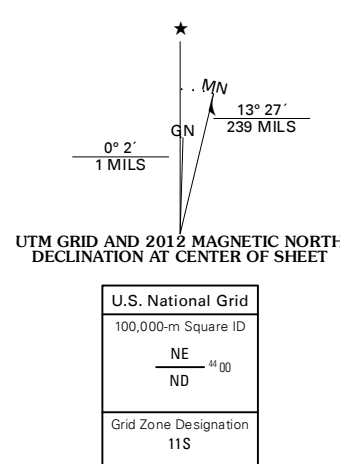 ★
MN
GN
13° 27´
239 MILS
0° 2´
1 MILS
UTM GRID AND 2012 MAGNETIC NORTH
DECLINATION AT CENTER OF SHEET
U.S. National Grid
100,000-m Square ID
NE
44 00
ND
Grid Zone Designation
11S